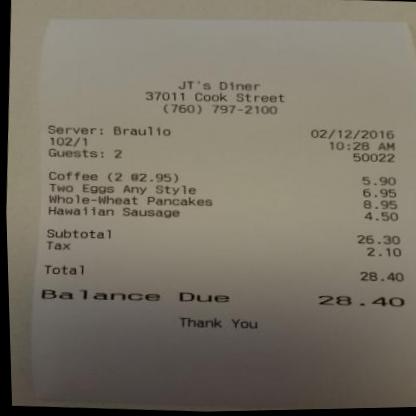 JT's Diner
37011 Cook Street
(760) 797-2100
Server: Braulio 02/12/2016
102/1 10:28 AM
Guests: 2 50022
Coffee (2 @2.95) 5.90
Two Eggs Any Style 6.95
Whole-Wheat Pancakes 8.95
Hawaiian Sausage 4.50
Subtotal 26.30
Tax 2.10
Total 28.40
Balance Due 28.40
Thank You